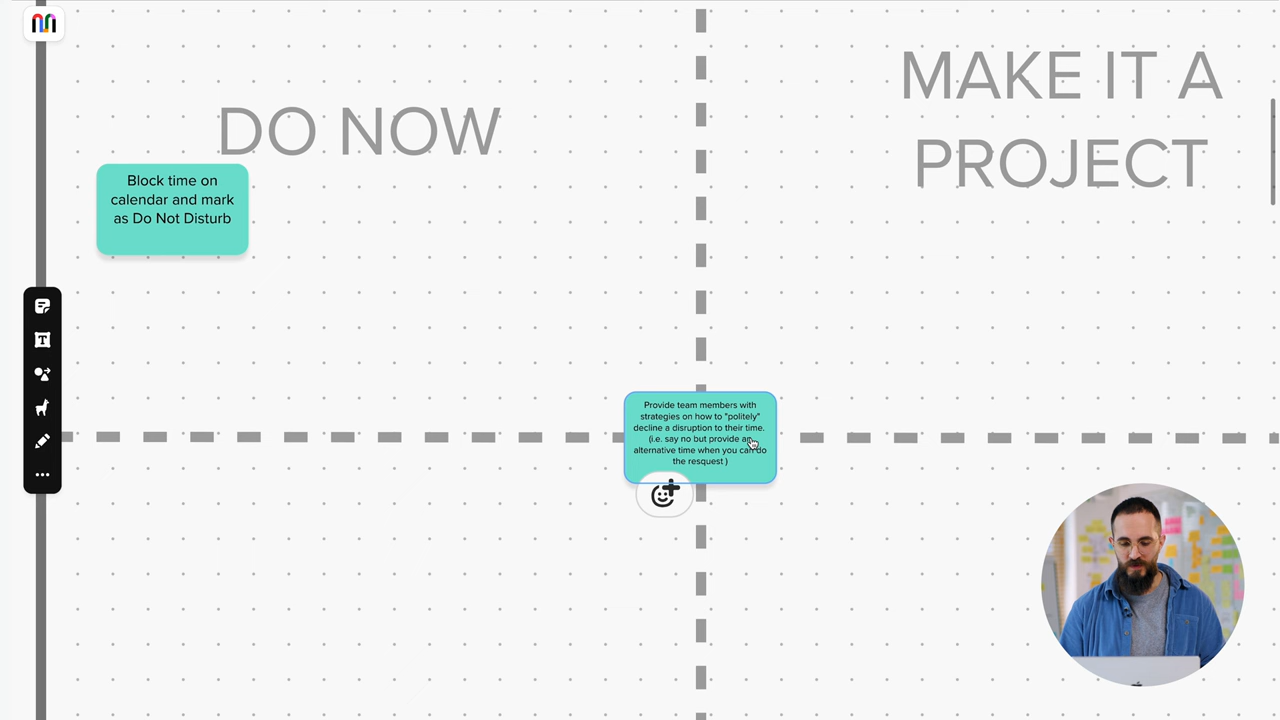 DO NOW
MAKE IT A
PROJECT
Block time on
calendar and mark
as Do Not Disturb
Provide team members with
strategies on how to "politely"
decline a disruption to their time.
(i.e. say no but provide an
alternative time when you can do
the resquest )
T